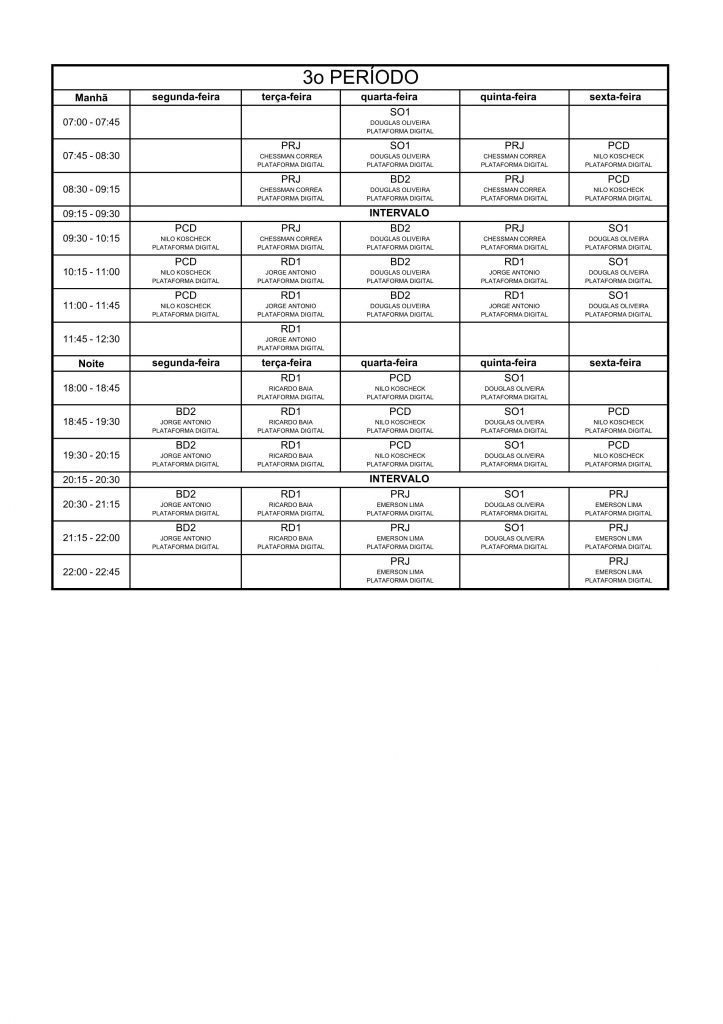 3o PERÍODO
Manhã segunda-feira terça-feira quarta-feira quinta-feira sexta-feira
07:00 - 07:45 SO1
DOUGLAS OLIVEIRA
PLATAFORMA DIGITAL
07:45 - 08:30 PRJ SO1 PRJ PCD
CHESSMAN CORREA DOUGLAS OLIVEIRA CHESSMAN CORREA NILO KOSCHECK
PLATAFORMA DIGITAL PLATAFORMA DIGITAL PLATAFORMA DIGITAL PLATAFORMA DIGITAL
08:30 - 09:15 PRJ BD2 PRJ PCD
CHESSMAN CORREA DOUGLAS OLIVEIRA CHESSMAN CORREA NILO KOSCHECK
PLATAFORMA DIGITAL PLATAFORMA DIGITAL PLATAFORMA DIGITAL PLATAFORMA DIGITAL
09:15 - 09:30 INTERVALO
09:30 - 10:15 PCD PRJ BD2 PRJ SO1
NILO KOSCHECK CHESSMAN CORREA DOUGLAS OLIVEIRA CHESSMAN CORREA DOUGLAS OLIVEIRA
PLATAFORMA DIGITAL PLATAFORMA DIGITAL PLATAFORMA DIGITAL PLATAFORMA DIGITAL PLATAFORMA DIGITAL
10:15 - 11:00 PCD RD1 BD2 RD1 SO1
NILO KOSCHECK JORGE ANTONIO DOUGLAS OLIVEIRA JORGE ANTONIO DOUGLAS OLIVEIRA
PLATAFORMA DIGITAL PLATAFORMA DIGITAL PLATAFORMA DIGITAL PLATAFORMA DIGITAL PLATAFORMA DIGITAL
11:00 - 11:45 PCD RD1 BD2 RD1 SO1
NILO KOSCHECK JORGE ANTONIO DOUGLAS OLIVEIRA JORGE ANTONIO DOUGLAS OLIVEIRA
PLATAFORMA DIGITAL PLATAFORMA DIGITAL PLATAFORMA DIGITAL PLATAFORMA DIGITAL PLATAFORMA DIGITAL
11:45 - 12:30 RD1
JORGE ANTONIO
PLATAFORMA DIGITAL
Noite segunda-feira terça-feira quarta-feira quinta-feira sexta-feira
18:00 - 18:45 RD1 PCD SO1
RICARDO BAIA NILO KOSCHECK DOUGLAS OLIVEIRA
PLATAFORMA DIGITAL PLATAFORMA DIGITAL PLATAFORMA DIGITAL
18:45 - 19:30 BD2 RD1 PCD SO1 PCD
JORGE ANTONIO RICARDO BAIA NILO KOSCHECK DOUGLAS OLIVEIRA NILO KOSCHECK
PLATAFORMA DIGITAL PLATAFORMA DIGITAL PLATAFORMA DIGITAL PLATAFORMA DIGITAL PLATAFORMA DIGITAL
19:30 - 20:15 BD2 RD1 PCD SO1 PCD
JORGE ANTONIO RICARDO BAIA NILO KOSCHECK DOUGLAS OLIVEIRA NILO KOSCHECK
PLATAFORMA DIGITAL PLATAFORMA DIGITAL PLATAFORMA DIGITAL PLATAFORMA DIGITAL PLATAFORMA DIGITAL
20:15 - 20:30 INTERVALO
20:30 - 21:15 BD2 RD1 PRJ SO1 PRJ
JORGE ANTONIO RICARDO BAIA EMERSON LIMA DOUGLAS OLIVEIRA EMERSON LIMA
PLATAFORMA DIGITAL PLATAFORMA DIGITAL PLATAFORMA DIGITAL PLATAFORMA DIGITAL PLATAFORMA DIGITAL
21:15 - 22:00 BD2 RD1 PRJ SO1 PRJ
JORGE ANTONIO RICARDO BAIA EMERSON LIMA DOUGLAS OLIVEIRA EMERSON LIMA
PLATAFORMA DIGITAL PLATAFORMA DIGITAL PLATAFORMA DIGITAL PLATAFORMA DIGITAL PLATAFORMA DIGITAL
22:00 - 22:45 PRJ PRJ
EMERSON LIMA EMERSON LIMA
PLATAFORMA DIGITAL PLATAFORMA DIGITAL